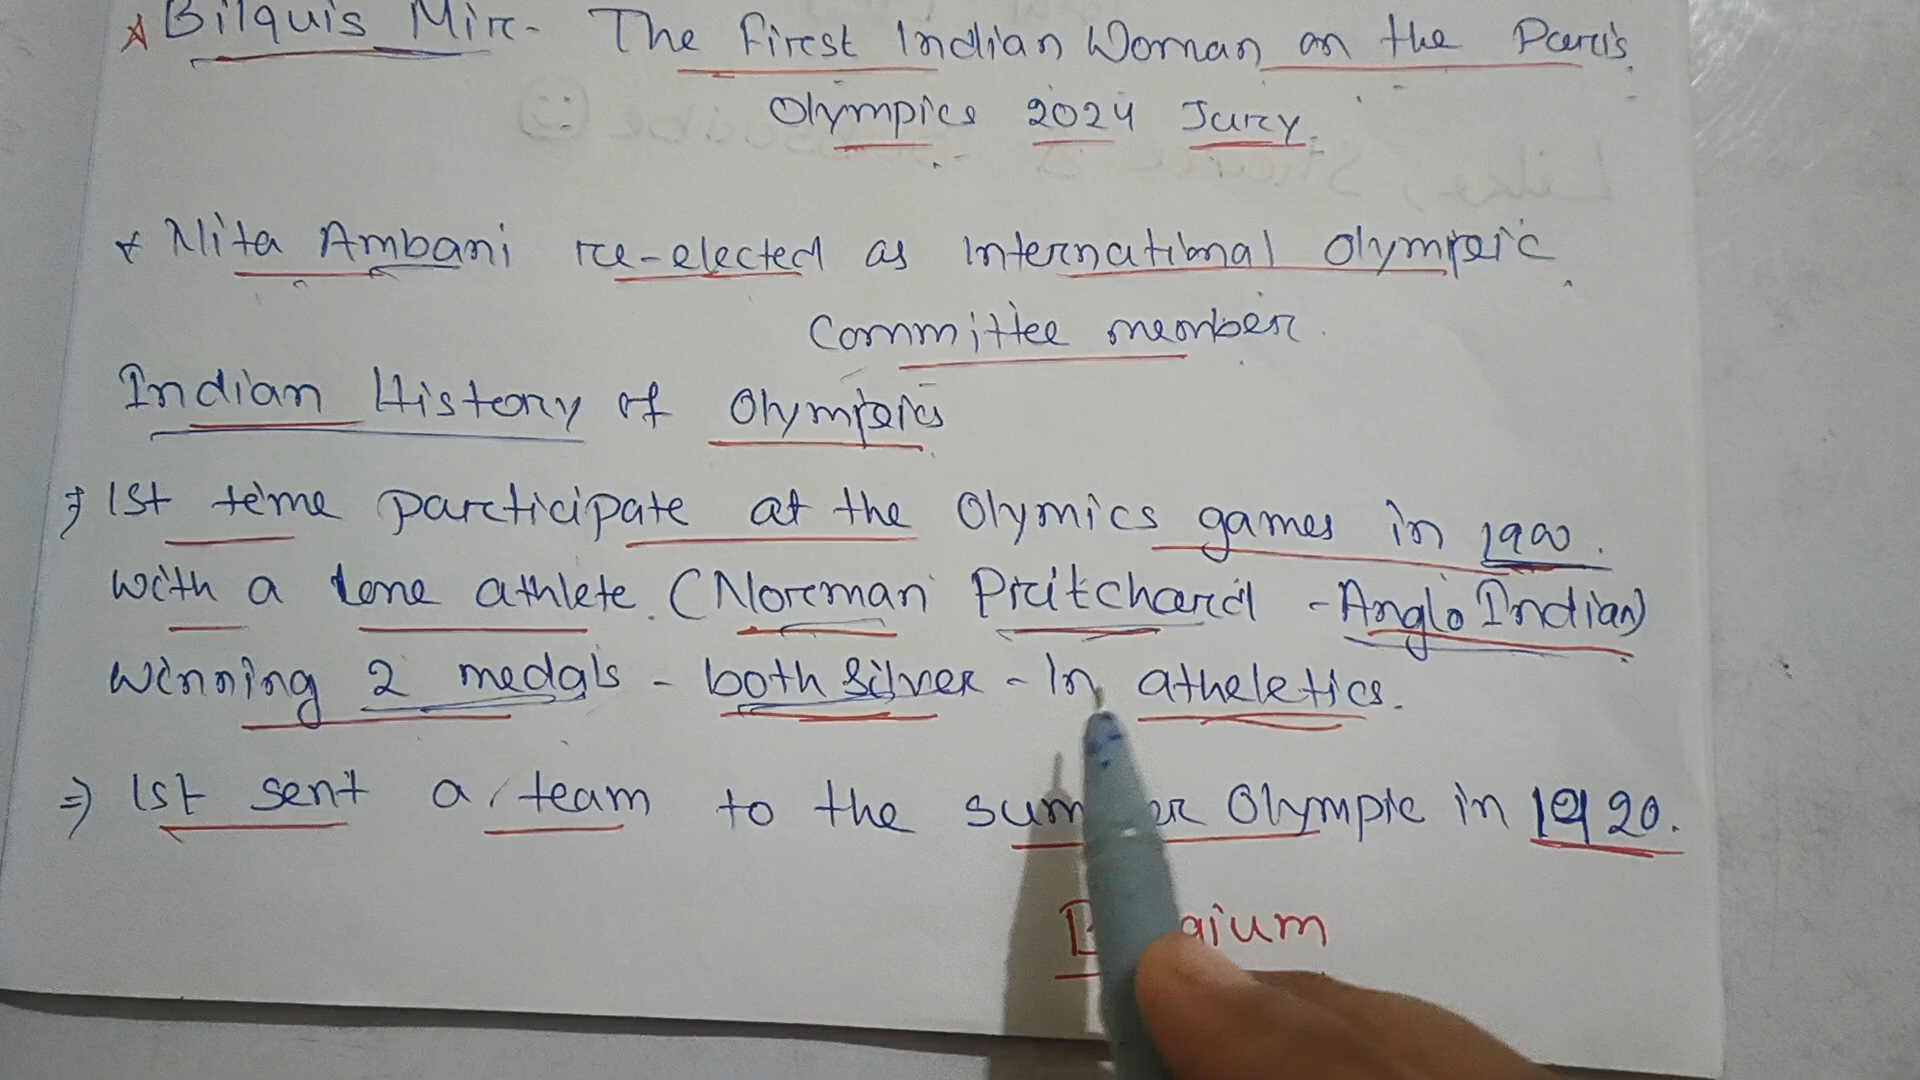 Bilquis Mir - The First Indian Woman on the Paris
Olympics 2024 Jury.
Nita Ambani re-elected as International Olympic
Committee member.
Indian History of Olympics
⇒ 1st time participate at the Olymics games in 1900.
With a lone athlete. (Norman Pritchard - Anglo Indian)
Winning 2 medals - both Silver - In atheletics.
⇒ 1st sent a team to the summer Olympic in 1920.